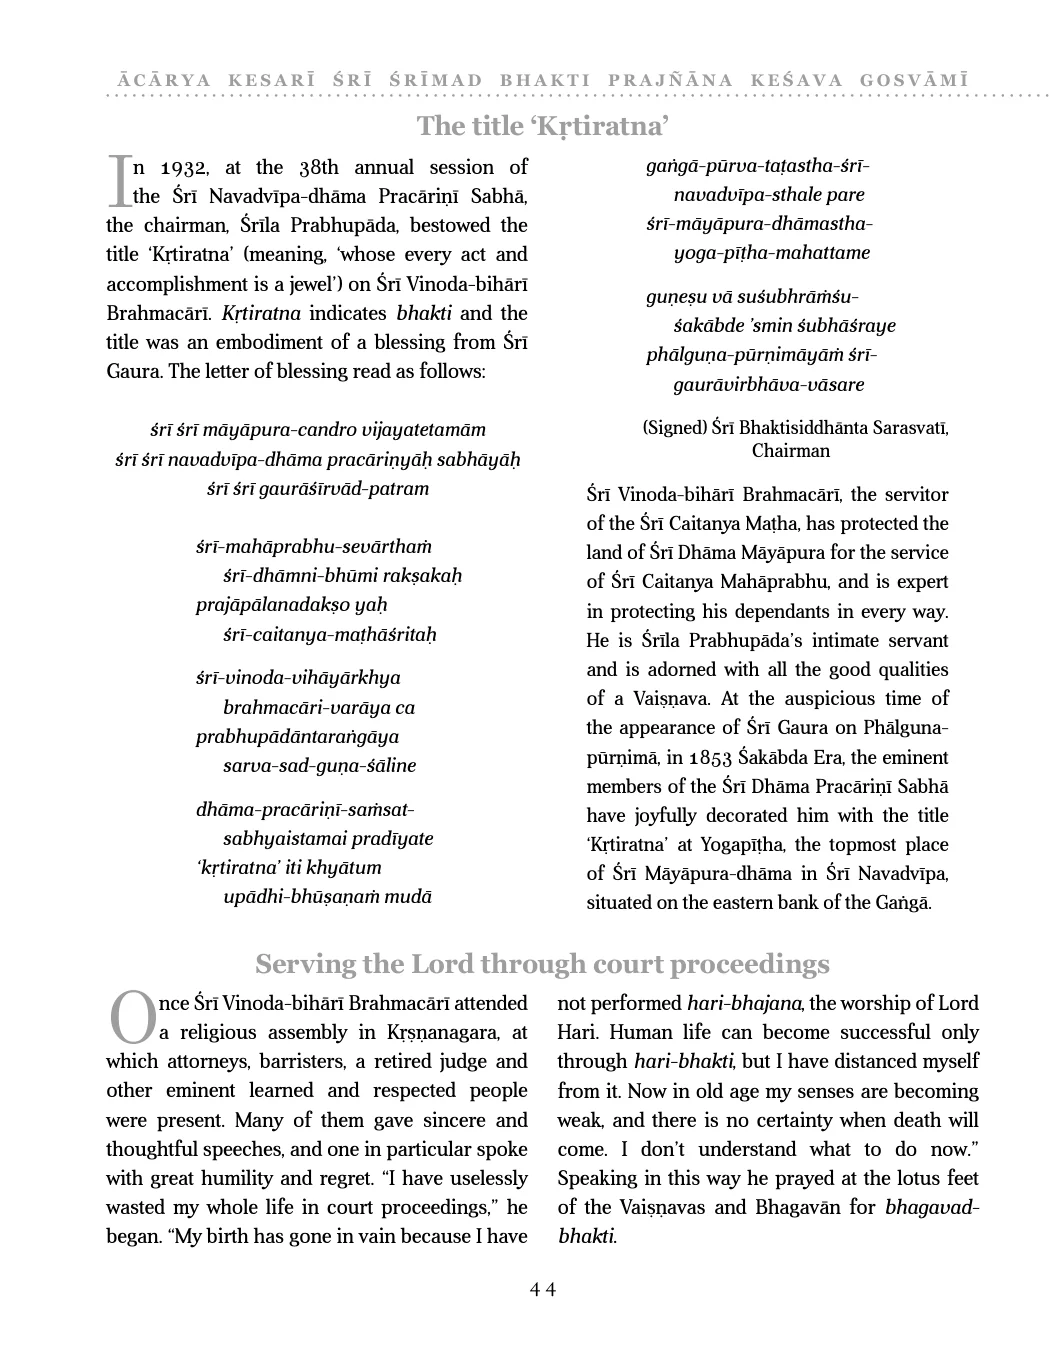 ĀCĀRYA KESARĪ ŚRĪ ŚRĪMAD BHAKTI PRAJÑĀNA KEŚAVA GOSVĀMĪ
The title ‘Kṛtiratna’
In 1932, at the 38th annual session of
the Śrī Navadvīpa-dhāma Pracāriṇī Sabhā,
the chairman, Śrīla Prabhupāda, bestowed the
title ‘Kṛtiratna’ (meaning, ‘whose every act and
accomplishment is a jewel’) on Śrī Vinoda-bihārī
Brahmacārī. Kṛtiratna indicates bhakti and the
title was an embodiment of a blessing from Śrī
Gaura. The letter of blessing read as follows:
śrī śrī māyāpura-candro vijayatetamām
śrī śrī navadvīpa-dhāma pracāriṇyāḥ sabhāyāḥ
śrī śrī gaurāśīrvād-patram
śrī-mahāprabhu-sevārthaṁ
śrī-dhāmni-bhūmi rakṣakaḥ
prajāpālanadakṣo yaḥ
śrī-caitanya-maṭhāśritaḥ
śrī-vinoda-vihāyārkhya
brahmacāri-varāya ca
prabhupādāntaraṅgāya
sarva-sad-guṇa-śāline
dhāma-pracāriṇī-saṁsat-
sabhyaistamai pradīyate
‘kṛtiratna’ iti khyātum
upādhi-bhūṣaṇaṁ mudā
gaṅgā-pūrva-taṭastha-śrī-
navadvīpa-sthale pare
śrī-māyāpura-dhāmastha-
yoga-pīṭha-mahattame
guṇeṣu vā suśubhrāṁśu-
śakābde ’smin śubhāśraye
phālguṇa-pūrṇimāyāṁ śrī-
gaurāvirbhāva-vāsare
(Signed) Śrī Bhaktisiddhānta Sarasvatī,
Chairman
Śrī Vinoda-bihārī Brahmacārī, the servitor
of the Śrī Caitanya Maṭha, has protected the
land of Śrī Dhāma Māyāpura for the service
of Śrī Caitanya Mahāprabhu, and is expert
in protecting his dependants in every way.
He is Śrīla Prabhupāda’s intimate servant
and is adorned with all the good qualities
of a Vaiṣṇava. At the auspicious time of
the appearance of Śrī Gaura on Phālguna-
pūrṇimā, in 1853 Śakābda Era, the eminent
members of the Śrī Dhāma Pracāriṇī Sabhā
have joyfully decorated him with the title
‘Kṛtiratna’ at Yogapīṭha, the topmost place
of Śrī Māyāpura-dhāma in Śrī Navadvīpa,
situated on the eastern bank of the Gaṅgā.
Serving the Lord through court proceedings
Once Śrī Vinoda-bihārī Brahmacārī attended
a religious assembly in Kṛṣṇanagara, at
which attorneys, barristers, a retired judge and
other eminent learned and respected people
were present. Many of them gave sincere and
thoughtful speeches, and one in particular spoke
with great humility and regret. “I have uselessly
wasted my whole life in court proceedings,” he
began. “My birth has gone in vain because I have
not performed hari-bhajana, the worship of Lord
Hari. Human life can become successful only
through hari-bhakti, but I have distanced myself
from it. Now in old age my senses are becoming
weak, and there is no certainty when death will
come. I don’t understand what to do now.”
Speaking in this way he prayed at the lotus feet
of the Vaiṣṇavas and Bhagavān for bhagavad-
bhakti.
44